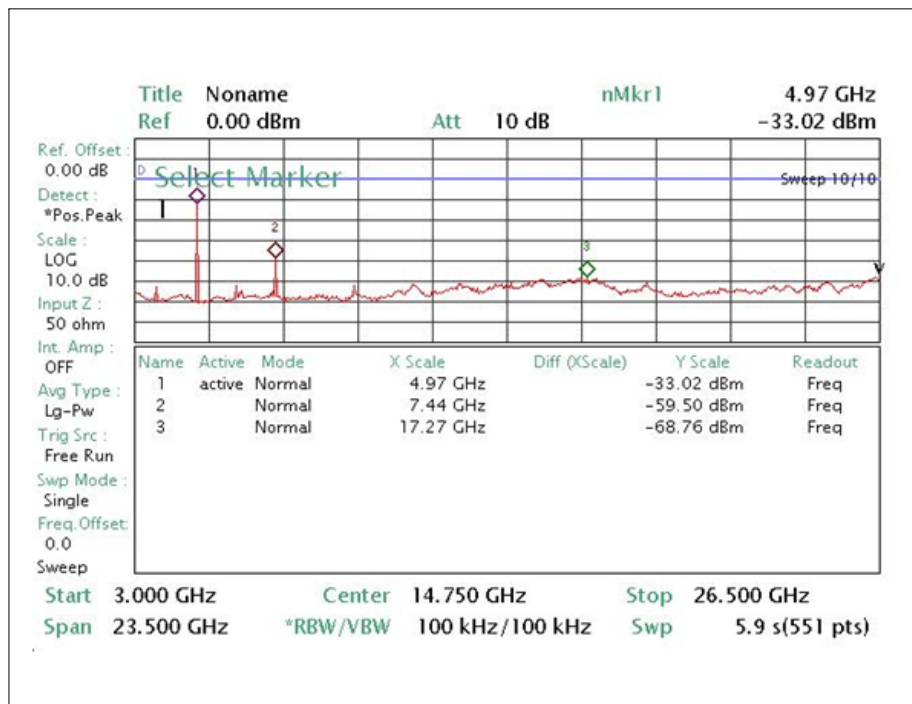 Title Noname nMkr1 4.97 GHz
Ref 0.00 dBm Att 10 dB -33.02 dBm
Ref. Offset :
0.00 dB
Detect :
*Pos.Peak
Scale :
LOG
10.0 dB
Input Z :
50 ohm
Int. Amp :
OFF
Avg Type :
Lg-Pw
Trig Src :
Free Run
Swp Mode :
Single
Freq.Offset:
0.0
Sweep
D
Select Marker
Sweep 10/10
1
2
3
Name Active Mode X Scale Diff (XScale) Y Scale Readout
1 active Normal 4.97 GHz -33.02 dBm Freq
2 Normal 7.44 GHz -59.50 dBm Freq
3 Normal 17.27 GHz -68.76 dBm Freq
Start 3.000 GHz Center 14.750 GHz Stop 26.500 GHz
Span 23.500 GHz *RBW/VBW 100 kHz/100 kHz Swp 5.9 s(551 pts)